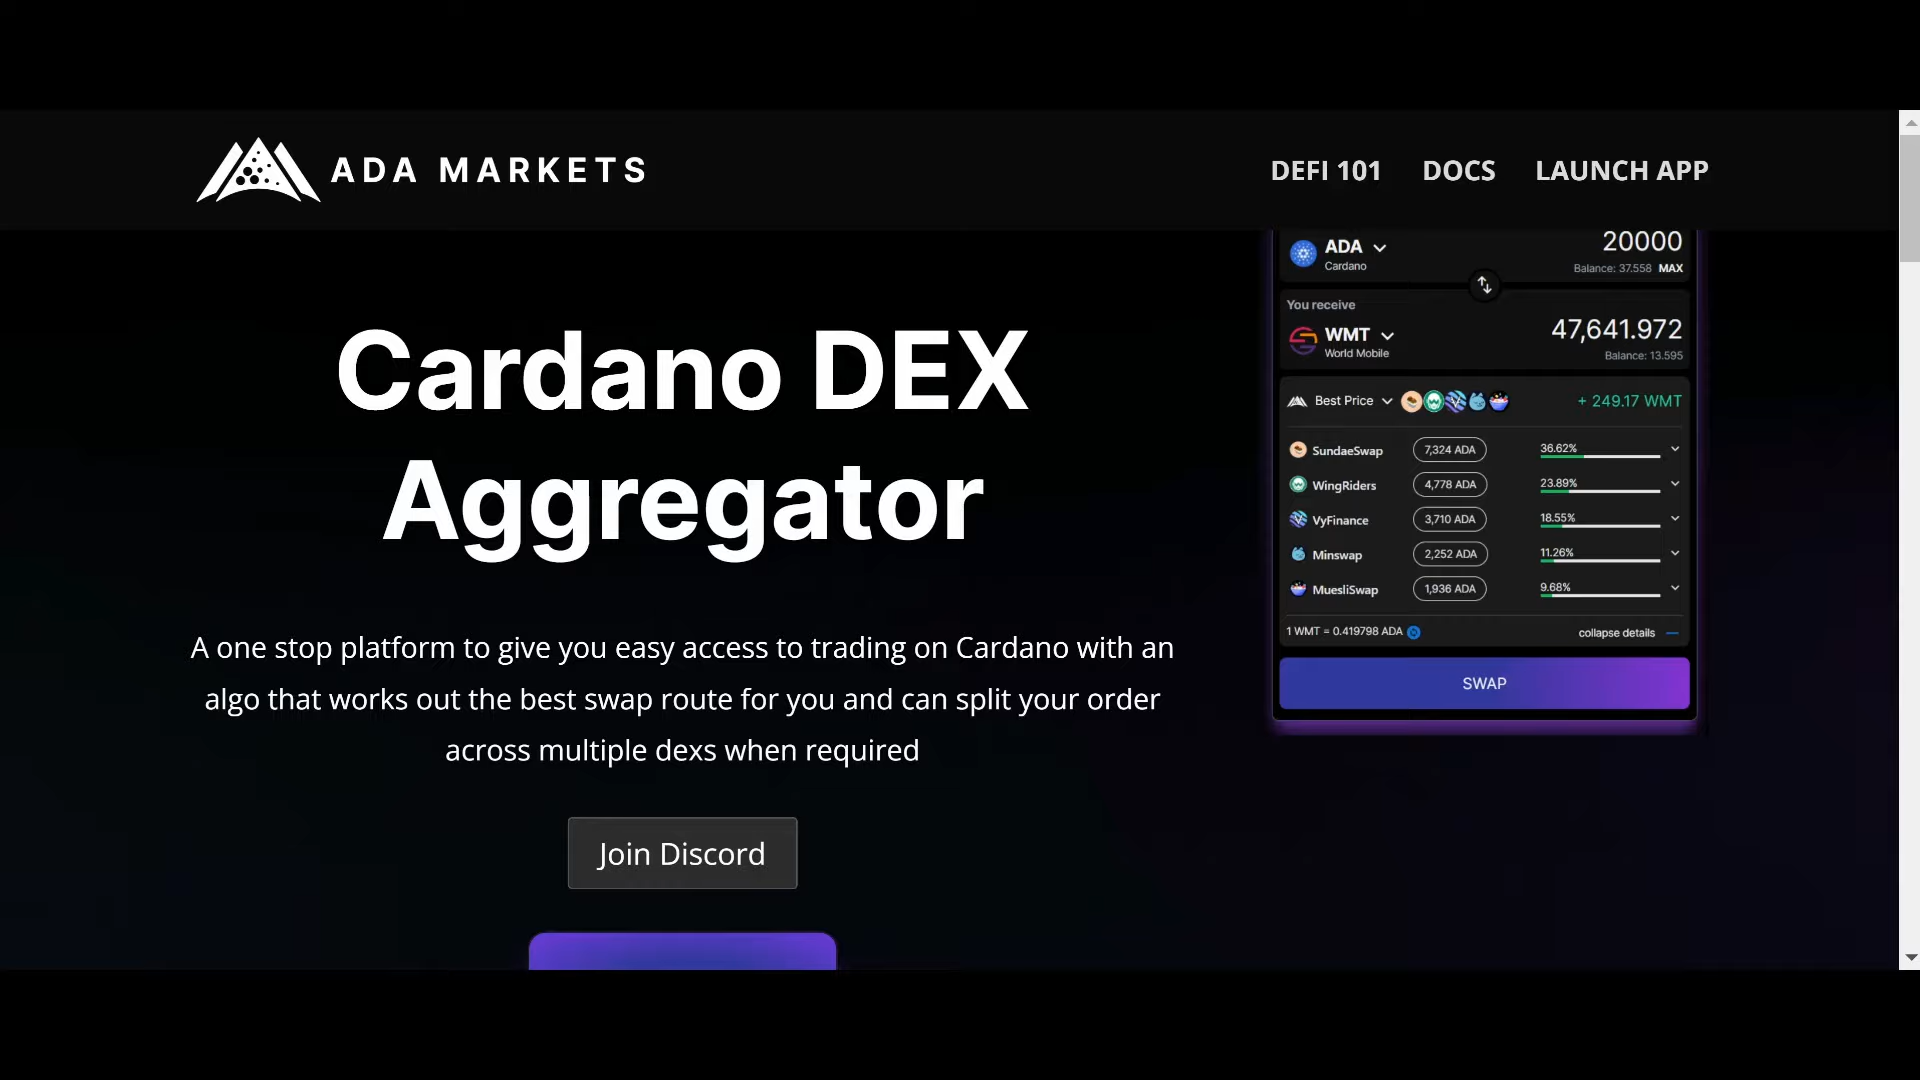 ADA MARKETS
DEFI 101 DOCS LAUNCH APP
Cardano DEX
Aggregator
A one stop platform to give you easy access to trading on Cardano with an
algo that works out the best swap route for you and can split your order
across multiple dexs when required
Join Discord
ADA 20000
Cardano Balance: 37.558 MAX
You receive
WMT 47,641.972
World Mobile Balance: 13.595
Best Price + 249.17 WMT
SundaeSwap 7,324 ADA 36.62%
WingRiders 4,778 ADA 23.89%
VyFinance 3,710 ADA 18.55%
Minswap 2,252 ADA 11.26%
MuesliSwap 1,936 ADA 9.68%
1 WMT = 0.419798 ADA collapse details
SWAP